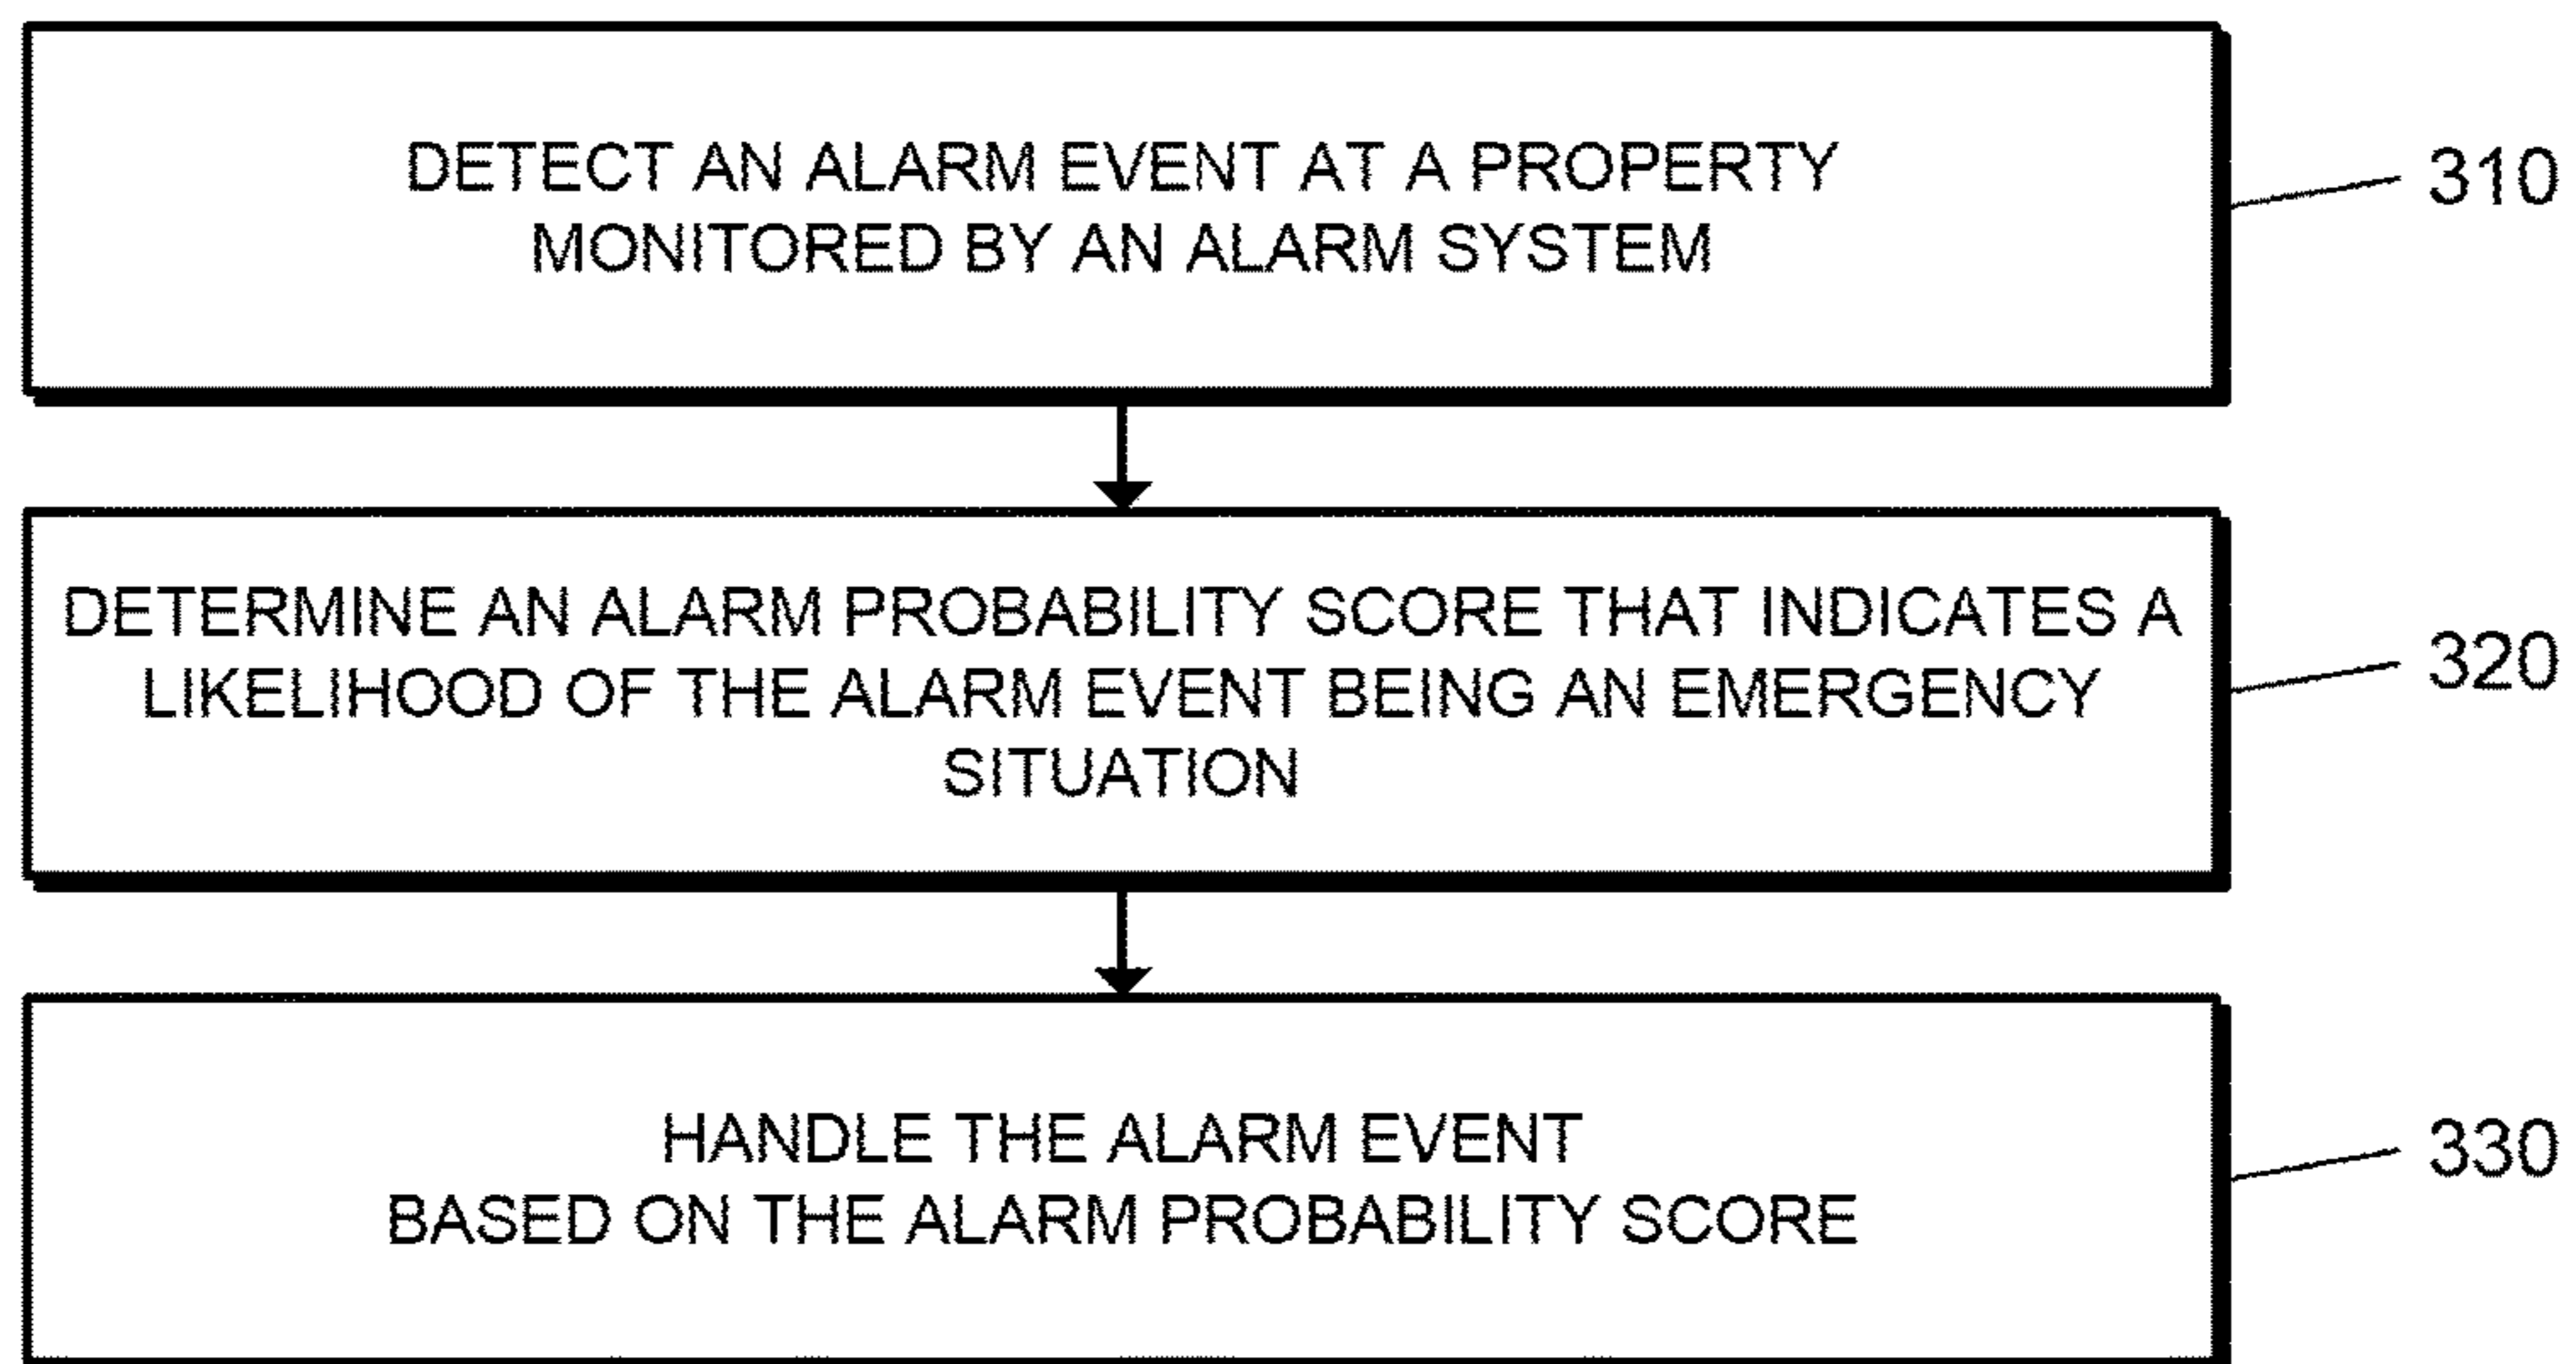 DETECT AN ALARM EVENT AT A PROPERTY
MONITORED BY AN ALARM SYSTEM
310
DETERMINE AN ALARM PROBABILITY SCORE THAT INDICATES A
LIKELIHOOD OF THE ALARM EVENT BEING AN EMERGENCY
SITUATION
320
HANDLE THE ALARM EVENT
BASED ON THE ALARM PROBABILITY SCORE
330